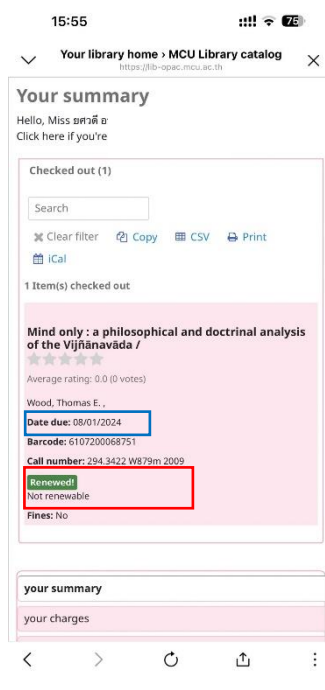 15:55
75
Your library home › MCU Library catalog
https://lib-opac.mcu.ac.th
Your summary
Hello, Miss ยศวดี อ
Click here if you're
Checked out (1)
Search
Clear filter Copy CSV Print
iCal
1 Item(s) checked out
Mind only : a philosophical and doctrinal analysis
of the Vijñānavāda /
Average rating: 0.0 (0 votes)
Wood, Thomas E. ,
Date due: 08/01/2024
Barcode: 6107200068751
Call number: 294.3422 W879m 2009
Renewed!
Not renewable
Fines: No
your summary
your charges